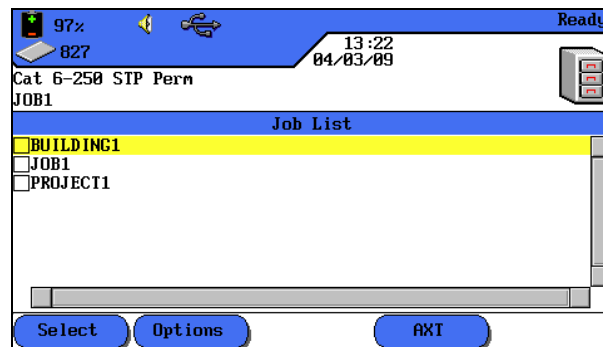 97% Ready
827 13:22
04/03/09
Cat 6-250 STP Perm
JOB1
Job List
BUILDING1
JOB1
PROJECT1
Select Options AXT